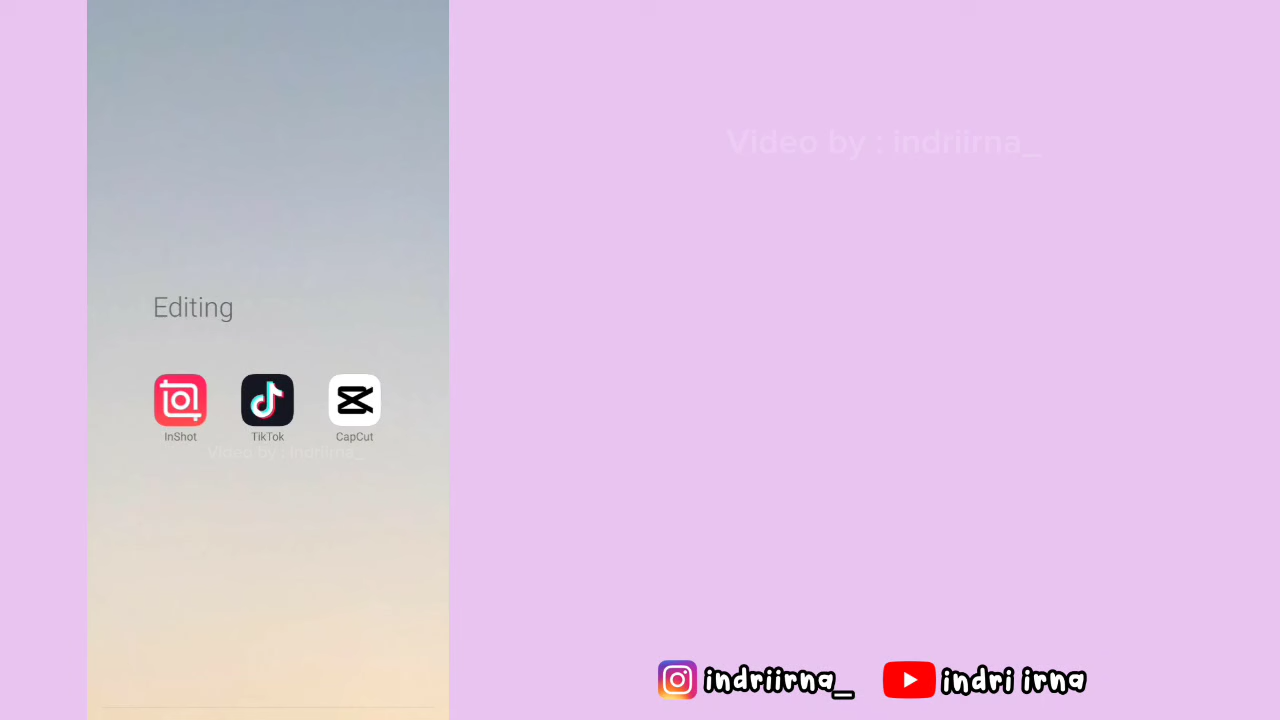 Video by : indriirna_
Editing
InShot TikTok CapCut
Video by : indriirna_
indriirna_ indri irna